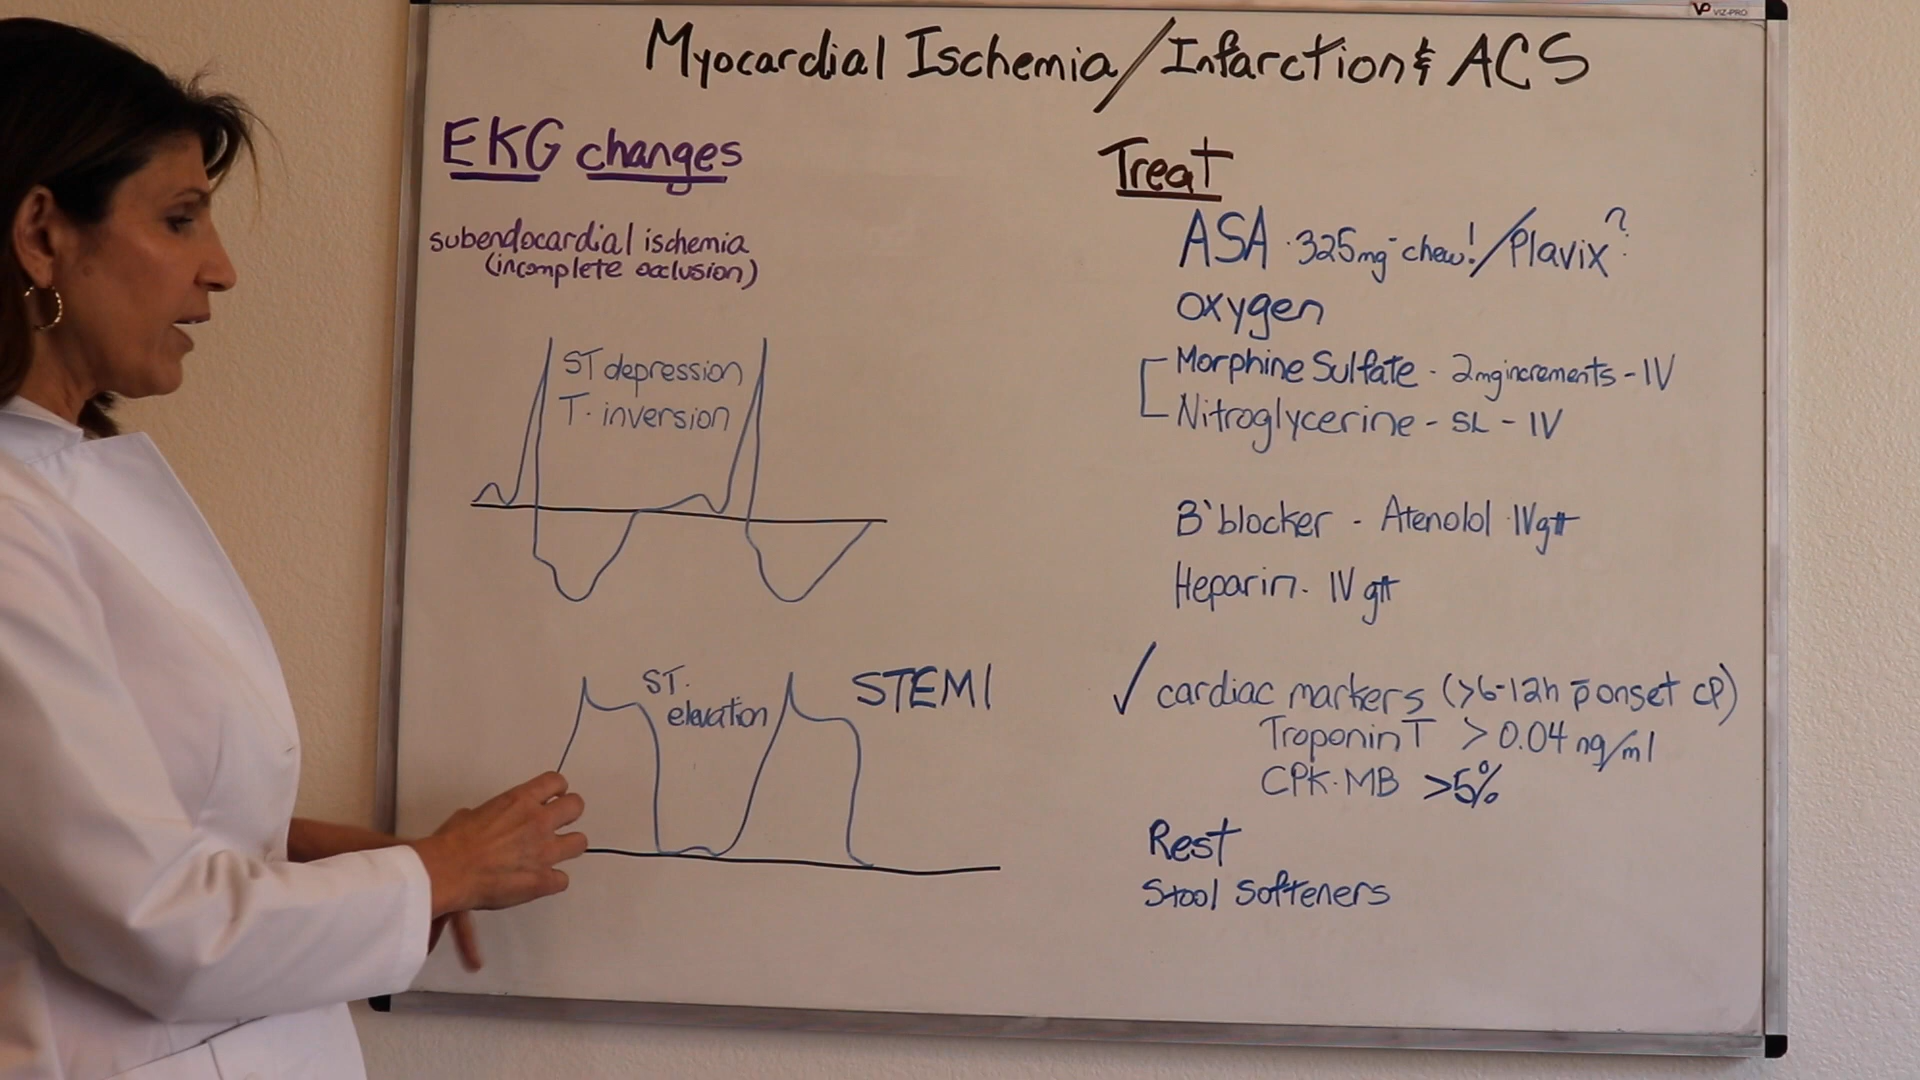 VIZ-PRO
Myocardial Ischemia/Infarction & ACS
EKG changes
subendocardial ischemia
(incomplete occlusion)
ST depression
T· inversion
ST·
elevation
STEMI
Treat
ASA · 325mg - chew! / Plavix?
oxygen
Morphine Sulfate - 2mg increments - IV
Nitroglycerine - SL - IV
B' blocker - Atenolol IV gtt
Heparin - IV gtt
✓ cardiac markers (>6-12h p̄ onset CP)
Troponin T > 0.04 ng/ml
CPK·MB >5%
Rest
Stool Softeners